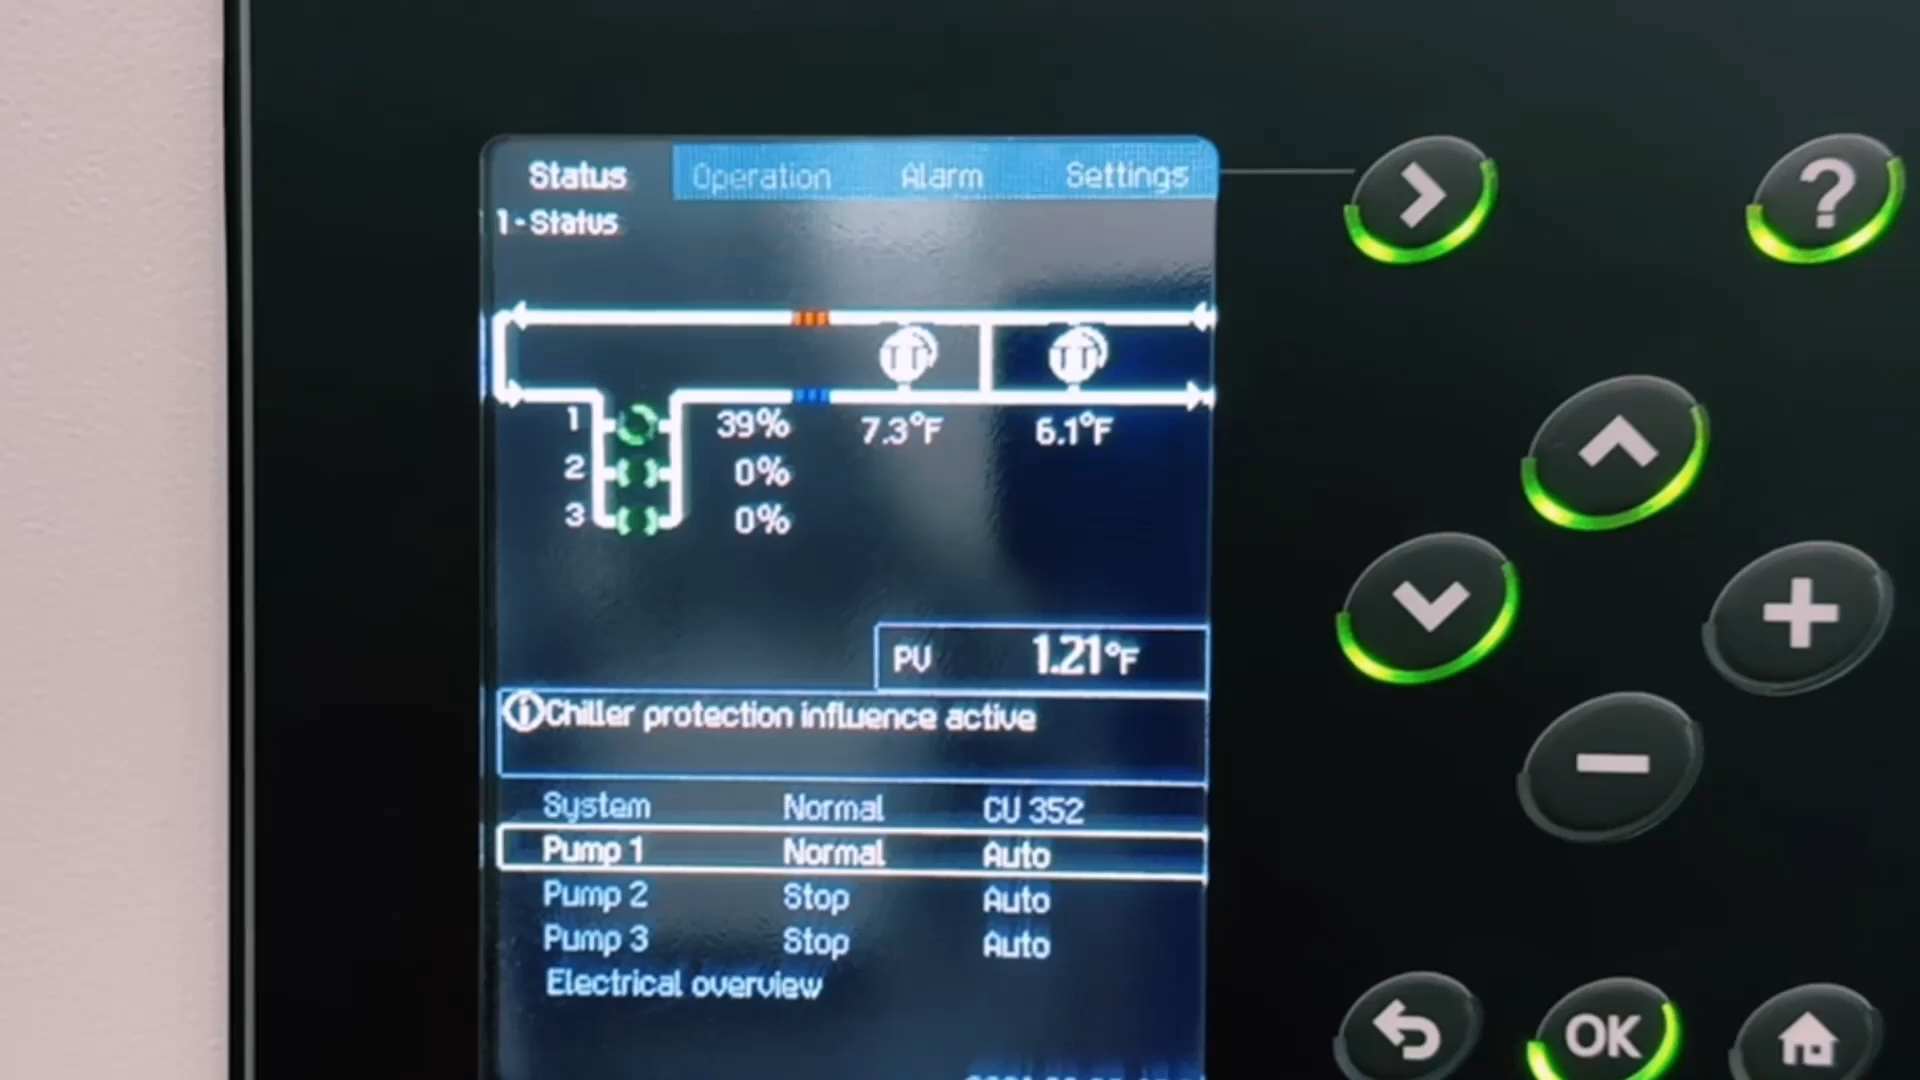 Status Operation Alarm Settings
1 - Status
1 39% 7.3°F 6.1°F
2 0%
3 0%
PV 1.21°F
Chiller protection influence active
System Normal CU 352
Pump 1 Normal Auto
Pump 2 Stop Auto
Pump 3 Stop Auto
Electrical overview
OK